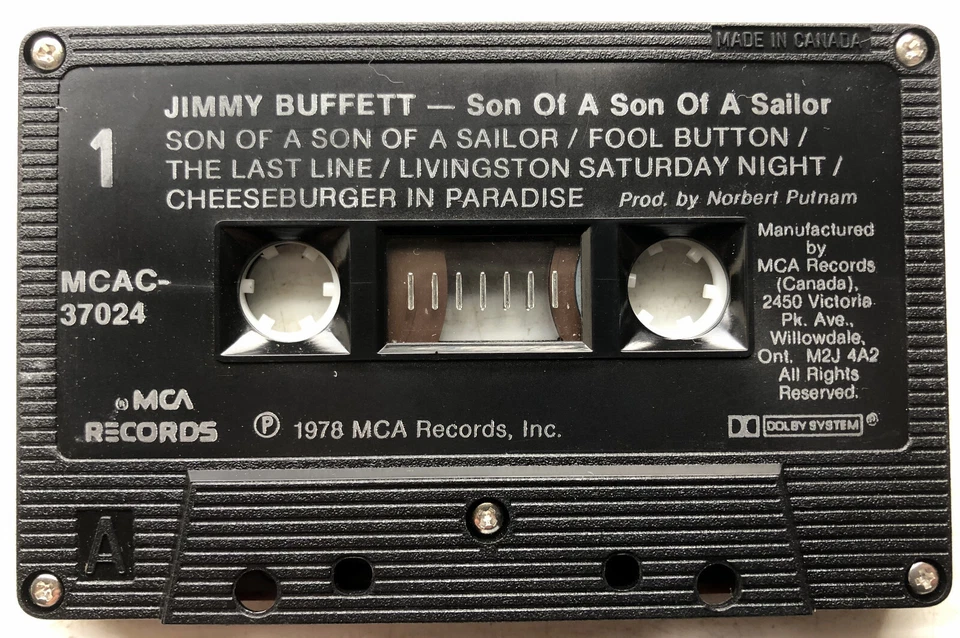 MADE IN CANADA
JIMMY BUFFETT — Son Of A Son Of A Sailor
1
SON OF A SON OF A SAILOR / FOOL BUTTON /
THE LAST LINE / LIVINGSTON SATURDAY NIGHT /
CHEESEBURGER IN PARADISE Prod. by Norbert Putnam
MCAC-
37024
Manufactured
by
MCA Records
(Canada),
2450 Victoria
Pk. Ave.,
Willowdale,
Ont. M2J 4A2
All Rights
Reserved.
® MCA
RECORDS
℗ 1978 MCA Records, Inc.
DOLBY SYSTEM ®
A